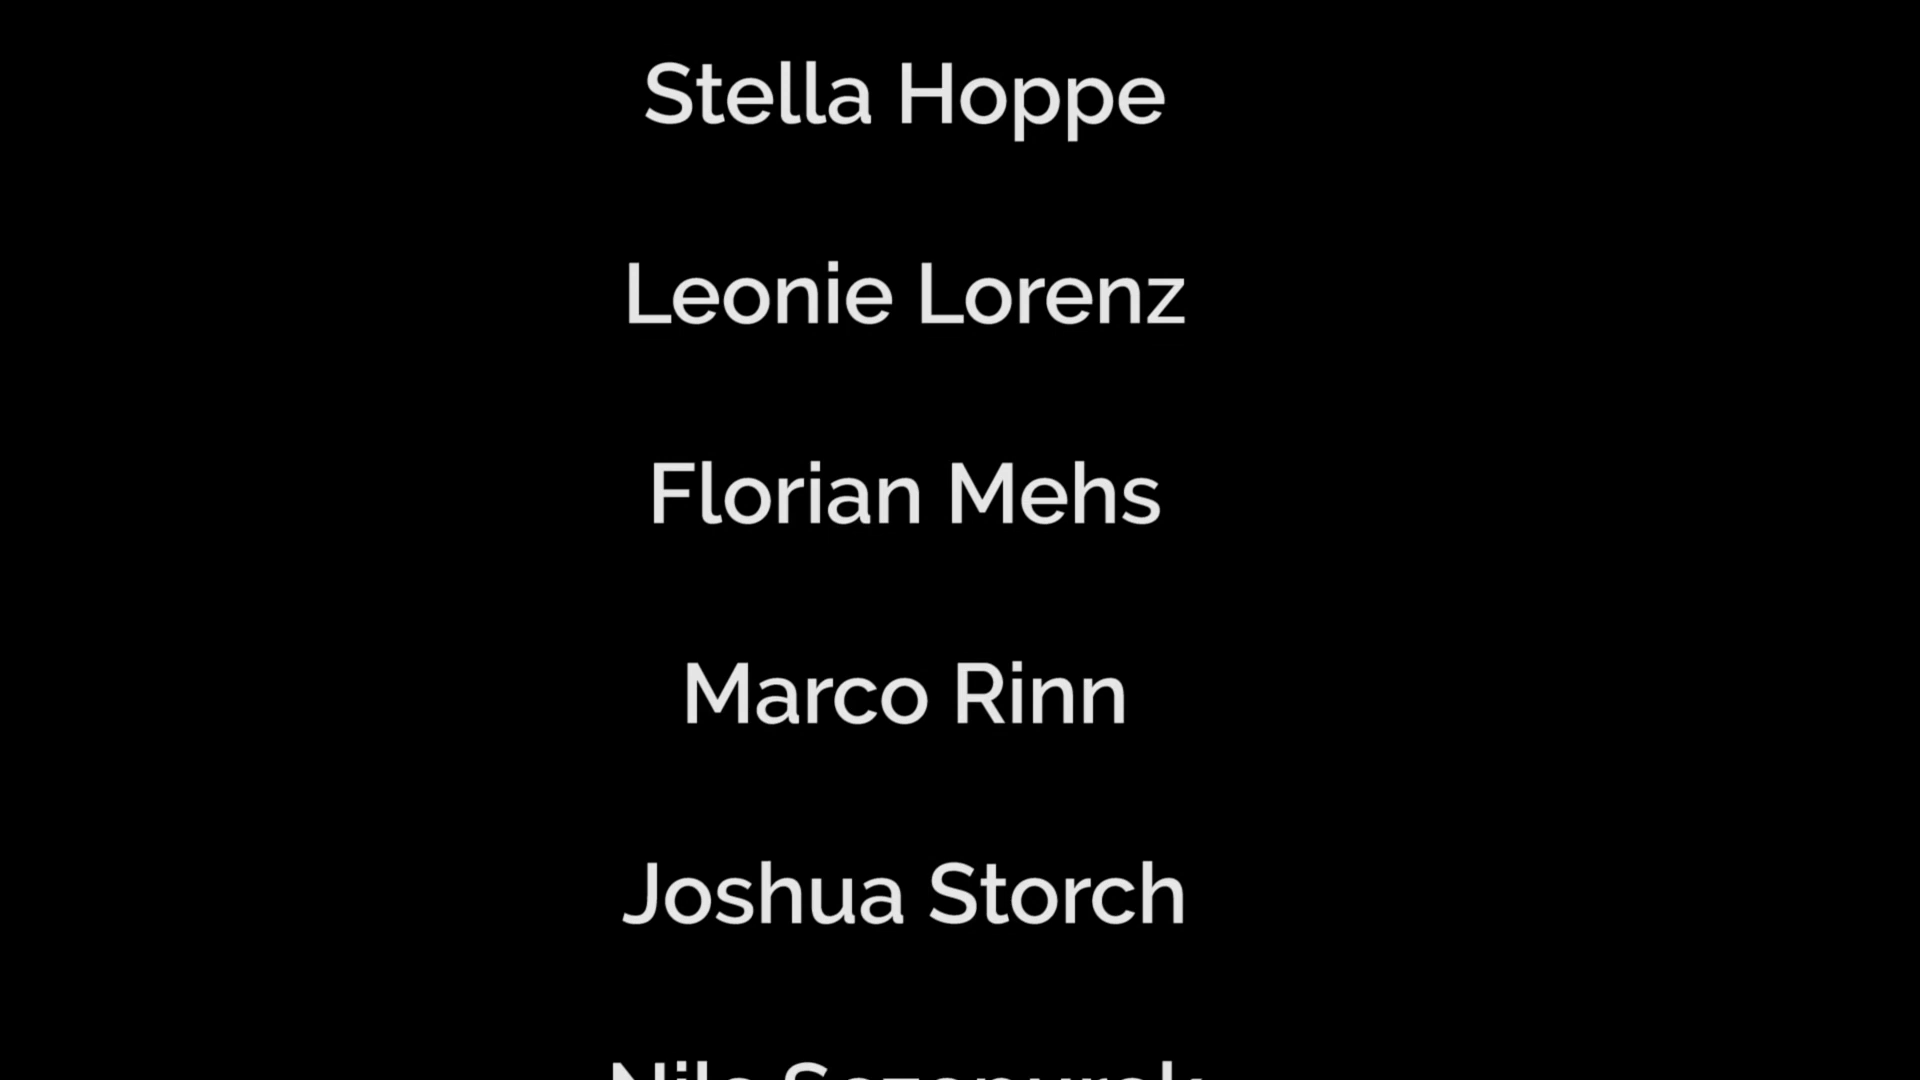 Stella Hoppe
Leonie Lorenz
Florian Mehs
Marco Rinn
Joshua Storch